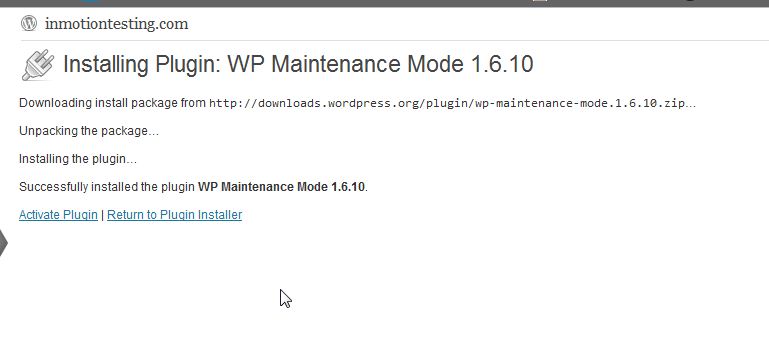 inmotiontesting.com
Installing Plugin: WP Maintenance Mode 1.6.10
Downloading install package from http://downloads.wordpress.org/plugin/wp-maintenance-mode.1.6.10.zip…
Unpacking the package…
Installing the plugin…
Successfully installed the plugin WP Maintenance Mode 1.6.10.
Activate Plugin | Return to Plugin Installer